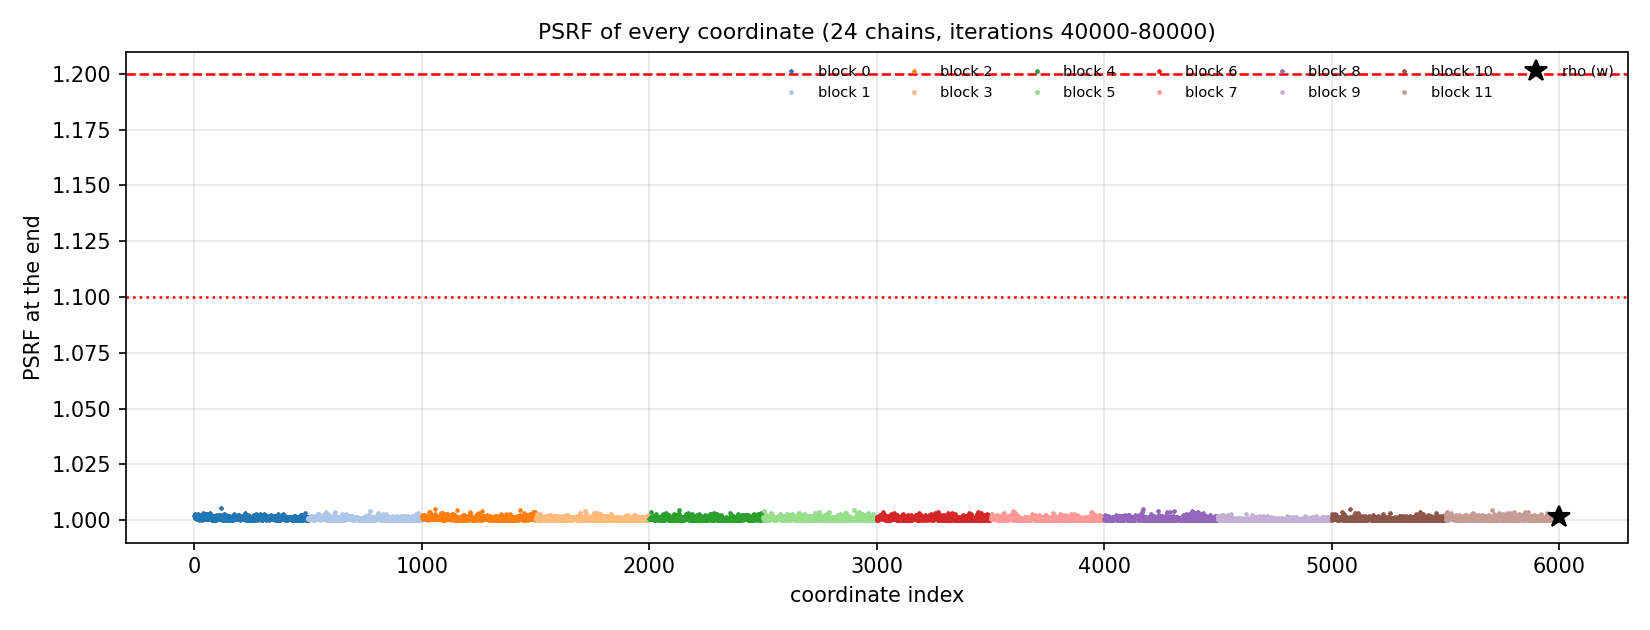 PSRF of every coordinate (24 chains, iterations 40000-80000)
block 0 block 2 block 4 block 6 block 8 block 10 rho (w)
block 1 block 3 block 5 block 7 block 9 block 11
PSRF at the end
1.200
1.175
1.150
1.125
1.100
1.075
1.050
1.025
1.000
0 1000 2000 3000 4000 5000 6000
coordinate index